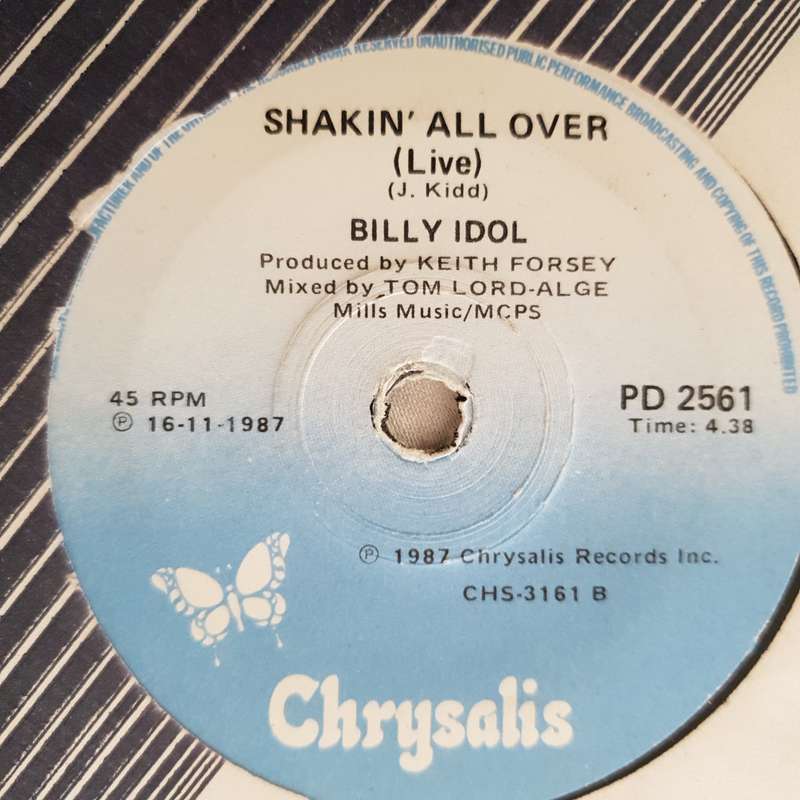 RECORDED WORK RESERVED UNAUTHORISED PUBLIC PERFORMANCE BROADCASTING AND COPYING OF THIS RECORD PROHIBITED
SHAKIN' ALL OVER
(Live)
(J. Kidd)
BILLY IDOL
Produced by KEITH FORSEY
Mixed by TOM LORD-ALGE
Mills Music/MCPS
45 RPM
PD 2561
℗ 16-11-1987
Time: 4.38
℗ 1987 Chrysalis Records Inc.
CHS-3161 B
Chrysalis